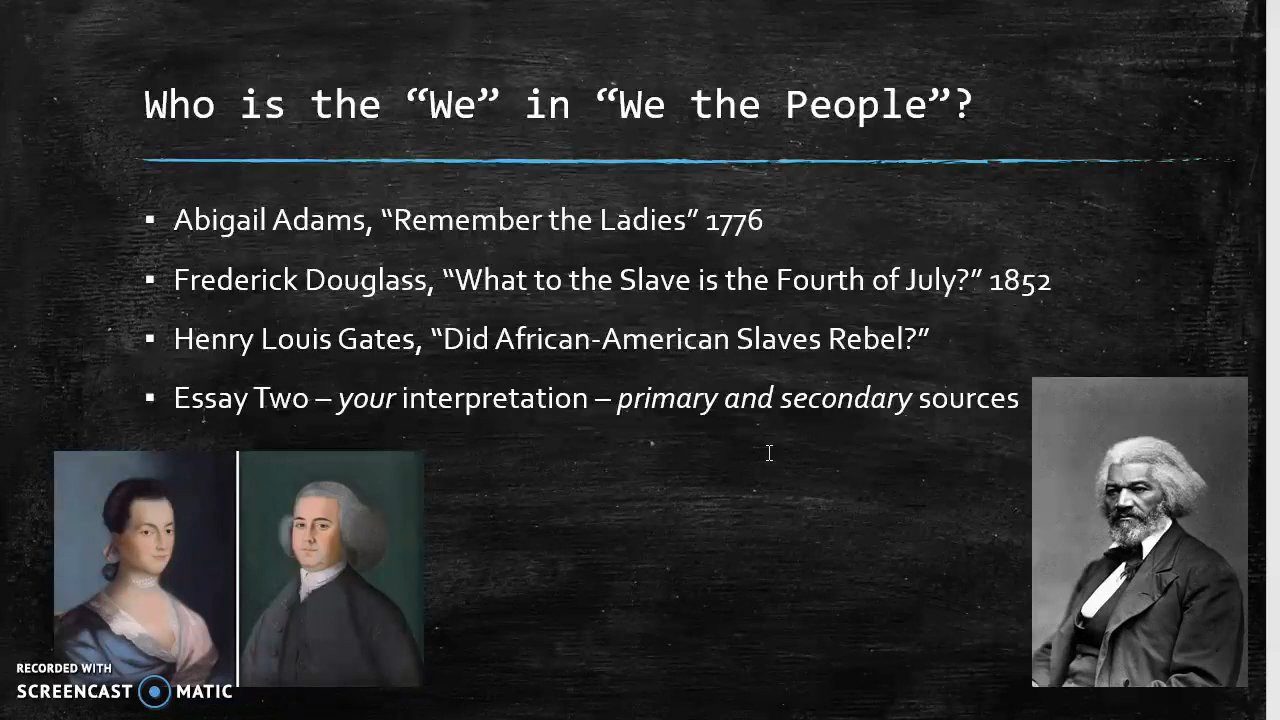 Who is the “We” in “We the People”?
▪ Abigail Adams, “Remember the Ladies” 1776
▪ Frederick Douglass, “What to the Slave is the Fourth of July?” 1852
▪ Henry Louis Gates, “Did African-American Slaves Rebel?”
▪ Essay Two – your interpretation – primary and secondary sources
RECORDED WITH
SCREENCAST MATIC